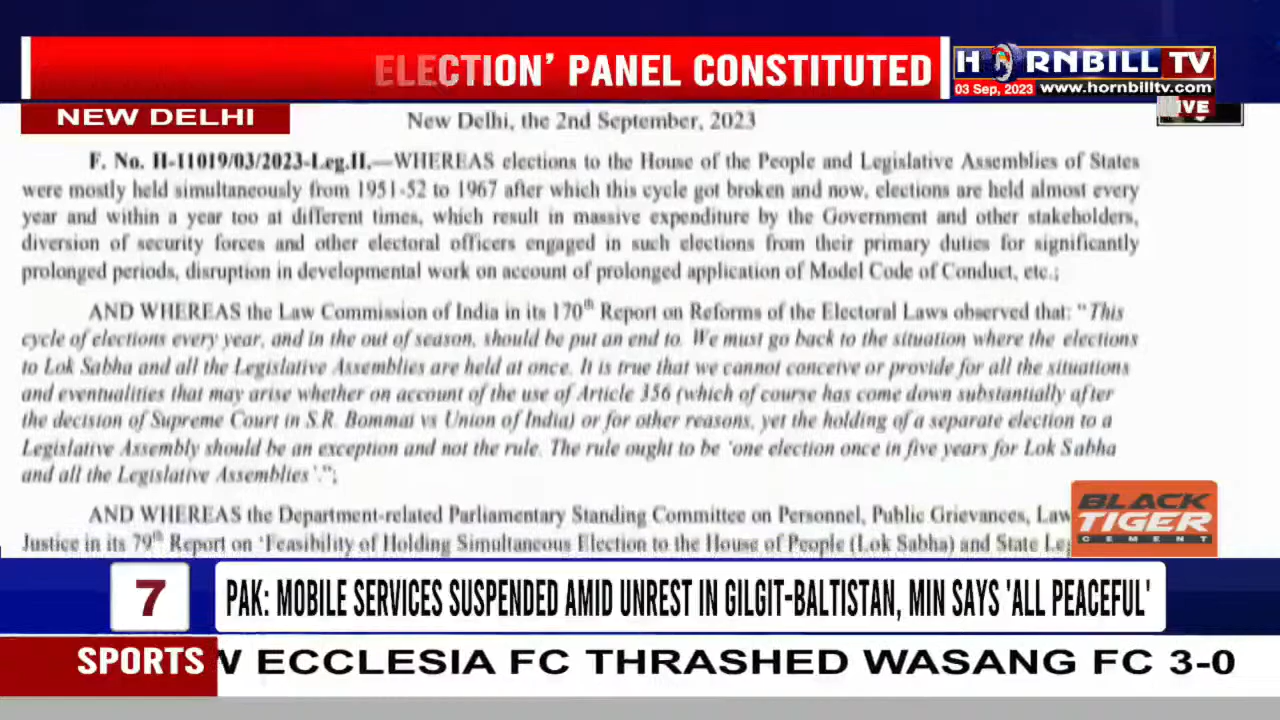 ELECTION' PANEL CONSTITUTED
HORNBILL TV
03 Sep, 2023 www.hornbilltv.com
NEW DELHI
LIVE
New Delhi, the 2nd September, 2023
F. No. H-11019/03/2023-Leg.II.—WHEREAS elections to the House of the People and Legislative Assemblies of States
were mostly held simultaneously from 1951-52 to 1967 after which this cycle got broken and now, elections are held almost every
year and within a year too at different times, which result in massive expenditure by the Government and other stakeholders,
diversion of security forces and other electoral officers engaged in such elections from their primary duties for significantly
prolonged periods, disruption in developmental work on account of prolonged application of Model Code of Conduct, etc.;
AND WHEREAS the Law Commission of India in its 170th Report on Reforms of the Electoral Laws observed that: "This
cycle of elections every year, and in the out of season, should be put an end to. We must go back to the situation where the elections
to Lok Sabha and all the Legislative Assemblies are held at once. It is true that we cannot conceive or provide for all the situations
and eventualities that may arise whether on account of the use of Article 356 (which of course has come down substantially after
the decision of Supreme Court in S.R. Bommai vs Union of India) or for other reasons, yet the holding of a separate election to a
Legislative Assembly should be an exception and not the rule. The rule ought to be 'one election once in five years for Lok Sabha
and all the Legislative Assemblies'.";
AND WHEREAS the Department-related Parliamentary Standing Committee on Personnel, Public Grievances, Law
Justice in its 79th Report on 'Feasibility of Holding Simultaneous Election to the House of People (Lok Sabha) and State Le
BLACK
TIGER
CEMENT
7
PAK: MOBILE SERVICES SUSPENDED AMID UNREST IN GILGIT-BALTISTAN, MIN SAYS 'ALL PEACEFUL'
SPORTS
W ECCLESIA FC THRASHED WASANG FC 3-0